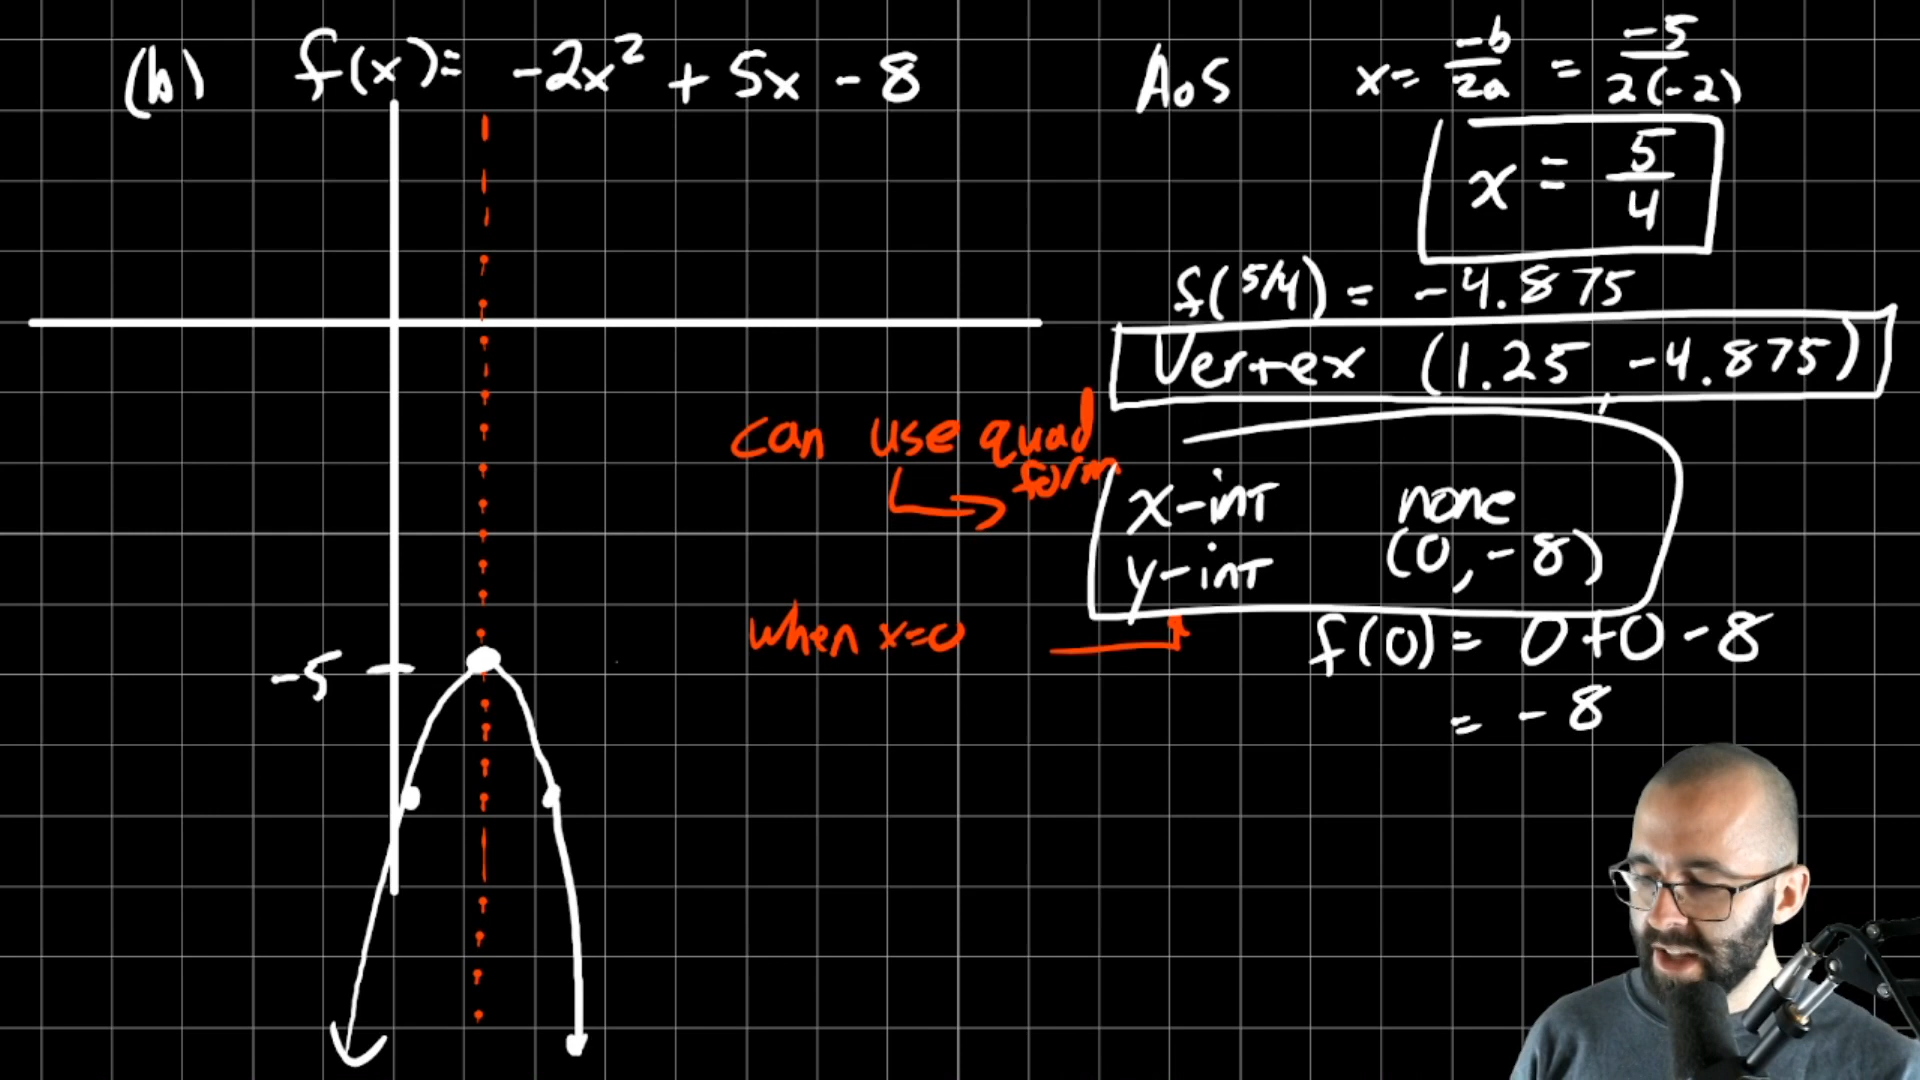 (b) f(x) = -2x² + 5x - 8
AoS x = -b/2a = -5/2(-2)
x = 5/4
f(5/4) = -4.875
Vertex (1.25, -4.875)
can use quad
form
x-int none
y-int (0, -8)
when x=0
f(0) = 0+0-8
= -8
-5